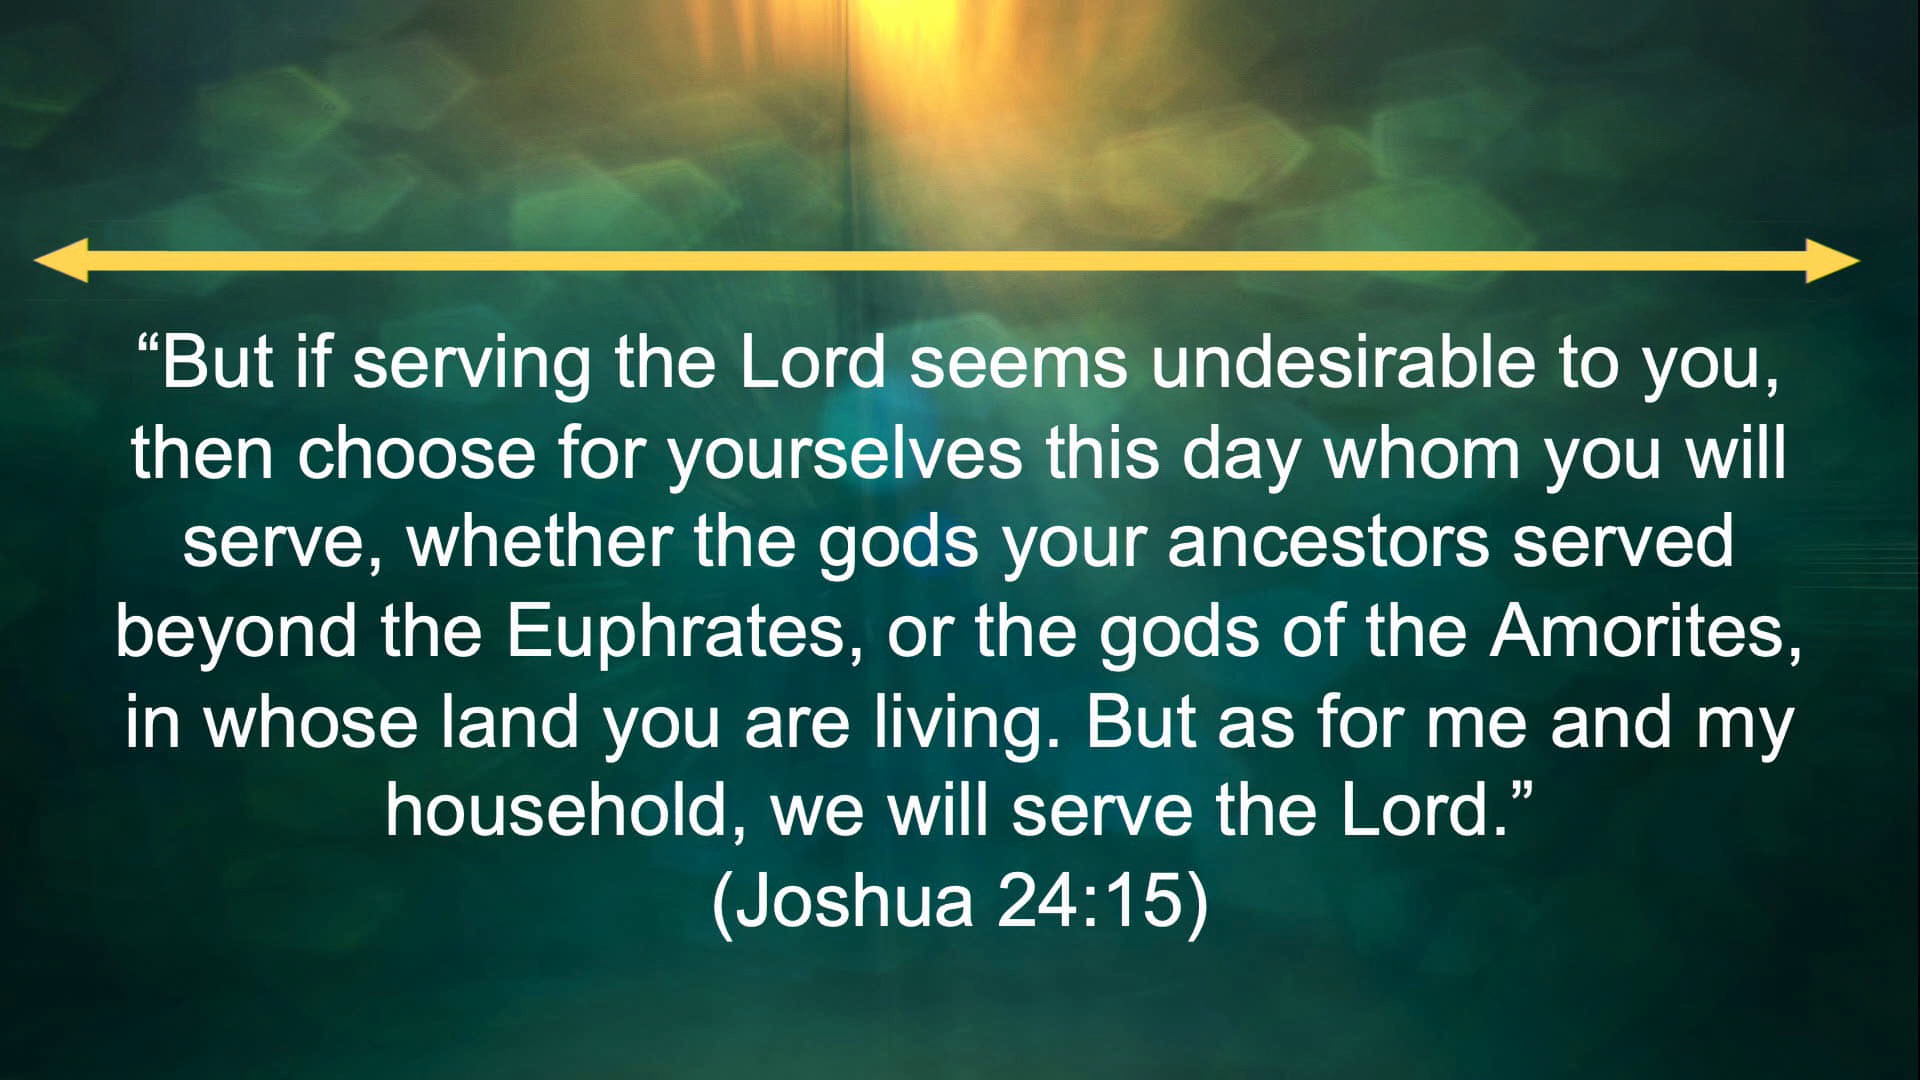 “But if serving the Lord seems undesirable to you,
then choose for yourselves this day whom you will
serve, whether the gods your ancestors served
beyond the Euphrates, or the gods of the Amorites,
in whose land you are living. But as for me and my
household, we will serve the Lord.”
(Joshua 24:15)